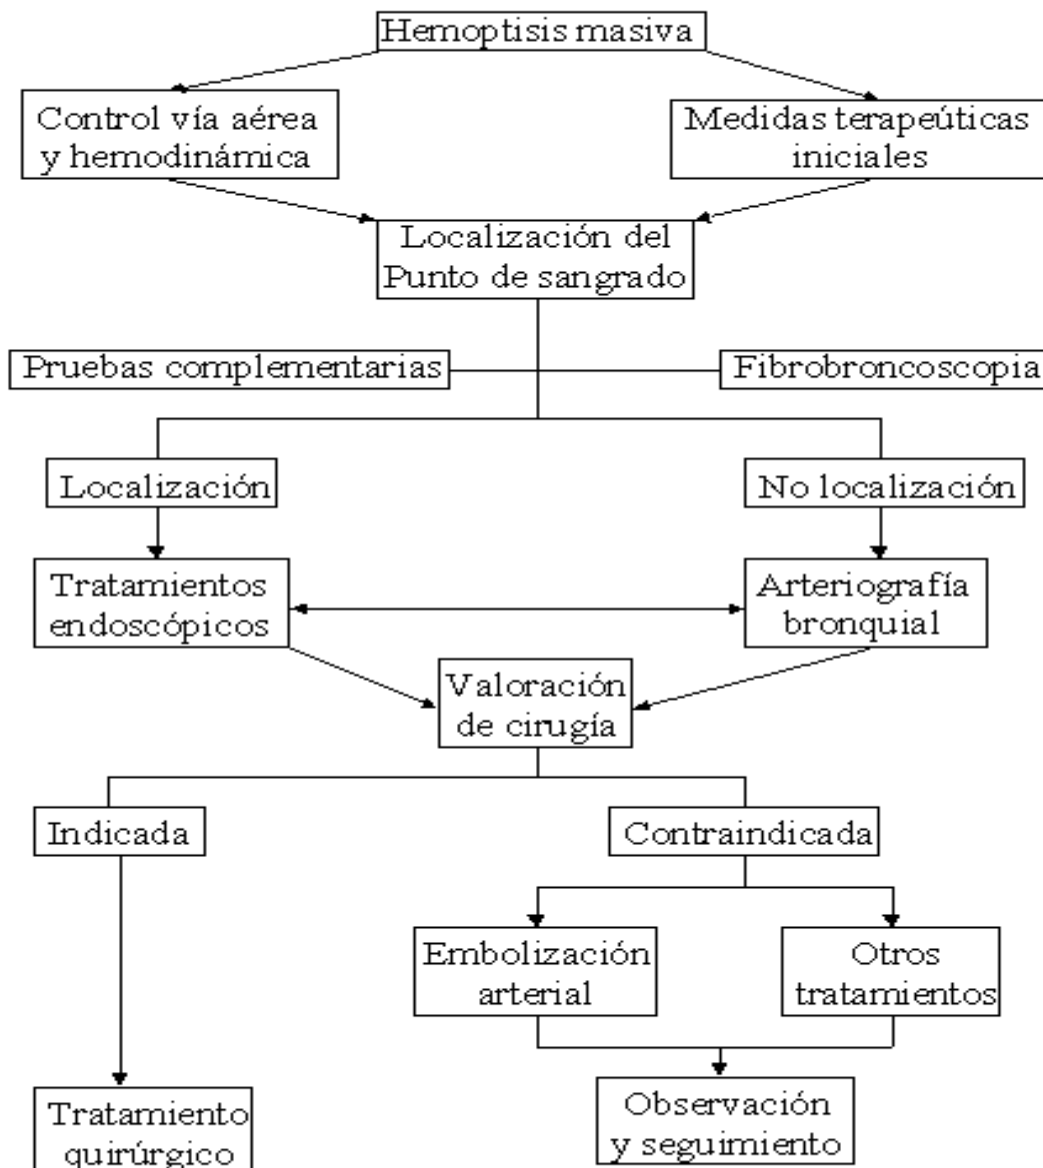 Hemoptisis masiva
Control vía aérea
y hemodinámica
Medidas terapeúticas
iniciales
Localización del
Punto de sangrado
Pruebas complementarias
Fibrobroncoscopia
Localización
No localización
Tratamientos
endoscópicos
Arteriografía
bronquial
Valoración
de cirugía
Indicada
Contraindicada
Embolización
arterial
Otros
tratamientos
Tratamiento
quirúrgico
Observación
y seguimiento